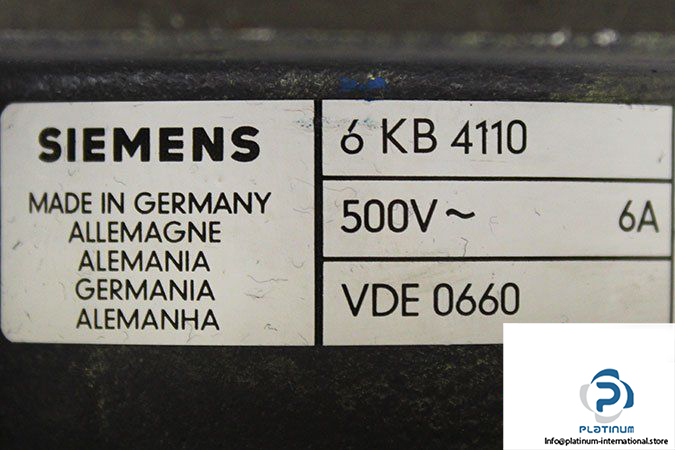 SIEMENS
MADE IN GERMANY
ALLEMAGNE
ALEMANIA
GERMANIA
ALEMANHA
6 KB 4110
500V~ 6A
VDE 0660
P
PLATINUM
Info@platinum-international.store